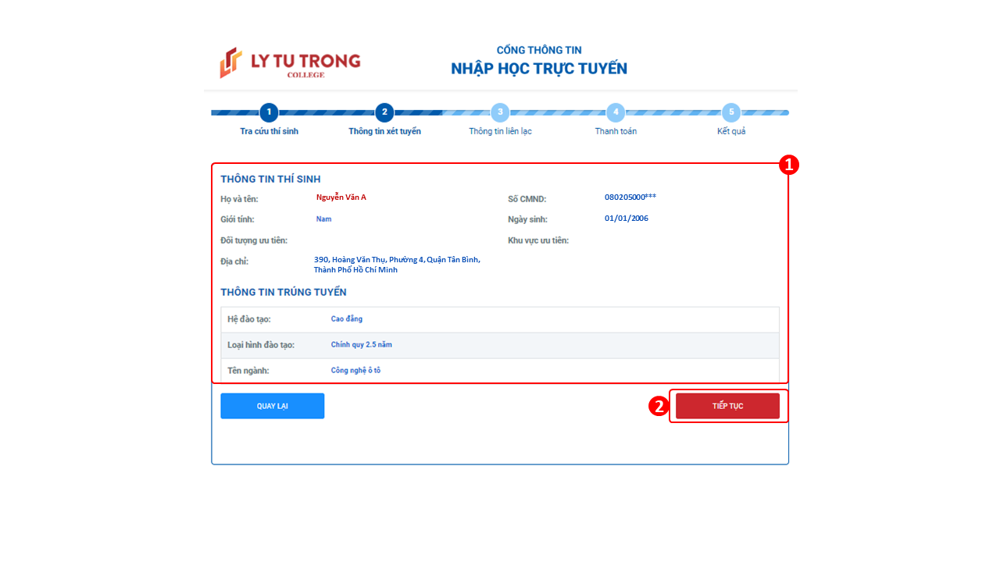 LY TU TRONG
COLLEGE
CỔNG THÔNG TIN
NHẬP HỌC TRỰC TUYẾN
1 2 3 4 5
Tra cứu thí sinh Thông tin xét tuyển Thông tin liên lạc Thanh toán Kết quả
1
THÔNG TIN THÍ SINH
Họ và tên: Nguyễn Văn A Số CMND: 080205000***
Giới tính: Nam Ngày sinh: 01/01/2006
Đối tượng ưu tiên: Khu vực ưu tiên:
Địa chỉ: 390, Hoàng Văn Thụ, Phường 4, Quận Tân Bình,
Thành Phố Hồ Chí Minh
THÔNG TIN TRÚNG TUYỂN
Hệ đào tạo: Cao đẳng
Loại hình đào tạo: Chính quy 2.5 năm
Tên ngành: Công nghệ ô tô
QUAY LẠI 2 TIẾP TỤC